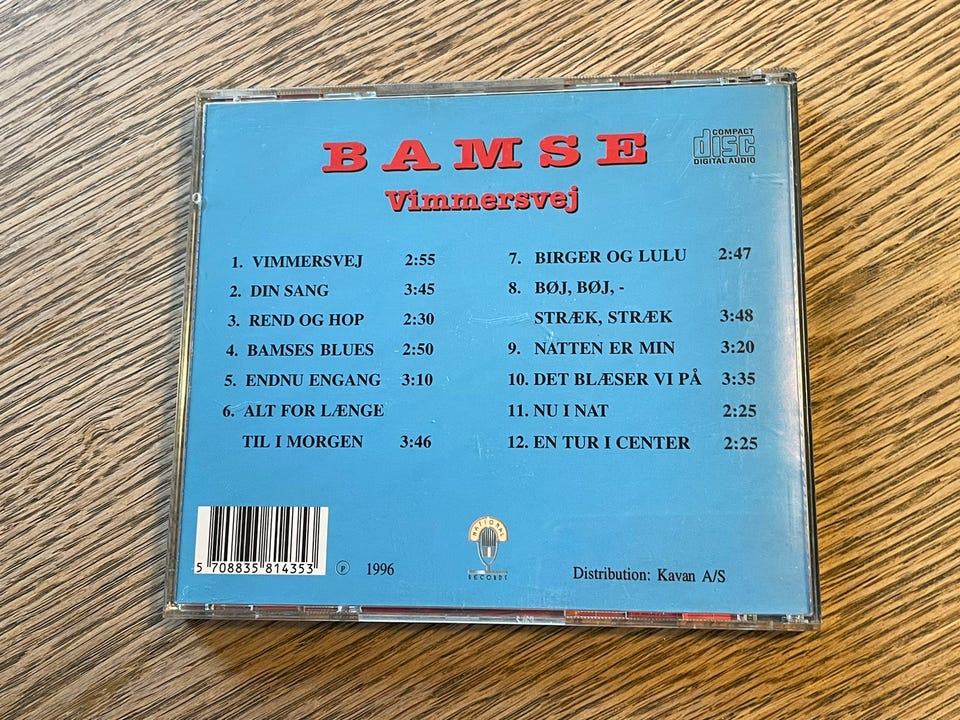 BAMSE
COMPACT
disc
DIGITAL AUDIO
Vimmersvej
1. VIMMERSVEJ 2:55
2. DIN SANG 3:45
3. REND OG HOP 2:30
4. BAMSES BLUES 2:50
5. ENDNU ENGANG 3:10
6. ALT FOR LÆNGE
TIL I MORGEN 3:46
7. BIRGER OG LULU 2:47
8. BØJ, BØJ, -
STRÆK, STRÆK 3:48
9. NATTEN ER MIN 3:20
10. DET BLÆSER VI PÅ 3:35
11. NU I NAT 2:25
12. EN TUR I CENTER 2:25
5 708835 814353
℗ 1996
NATIONAL
RECORDS
Distribution: Kavan A/S